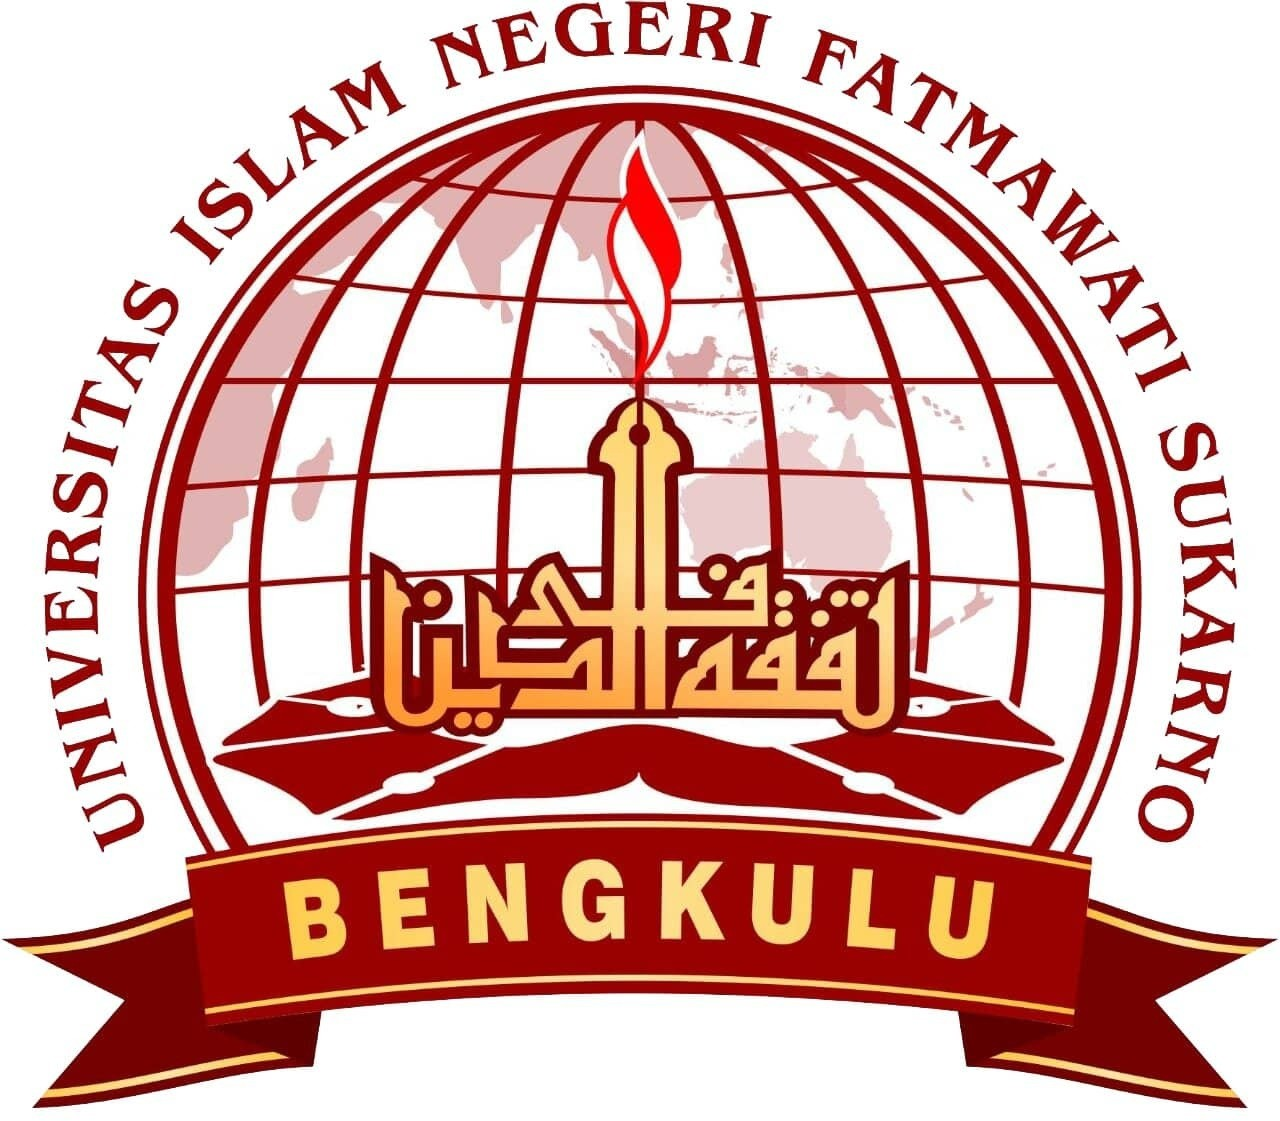 UNIVERSITAS ISLAM NEGERI FATMAWATI SUKARNO
ليتفقهوا في الدين
BENGKULU